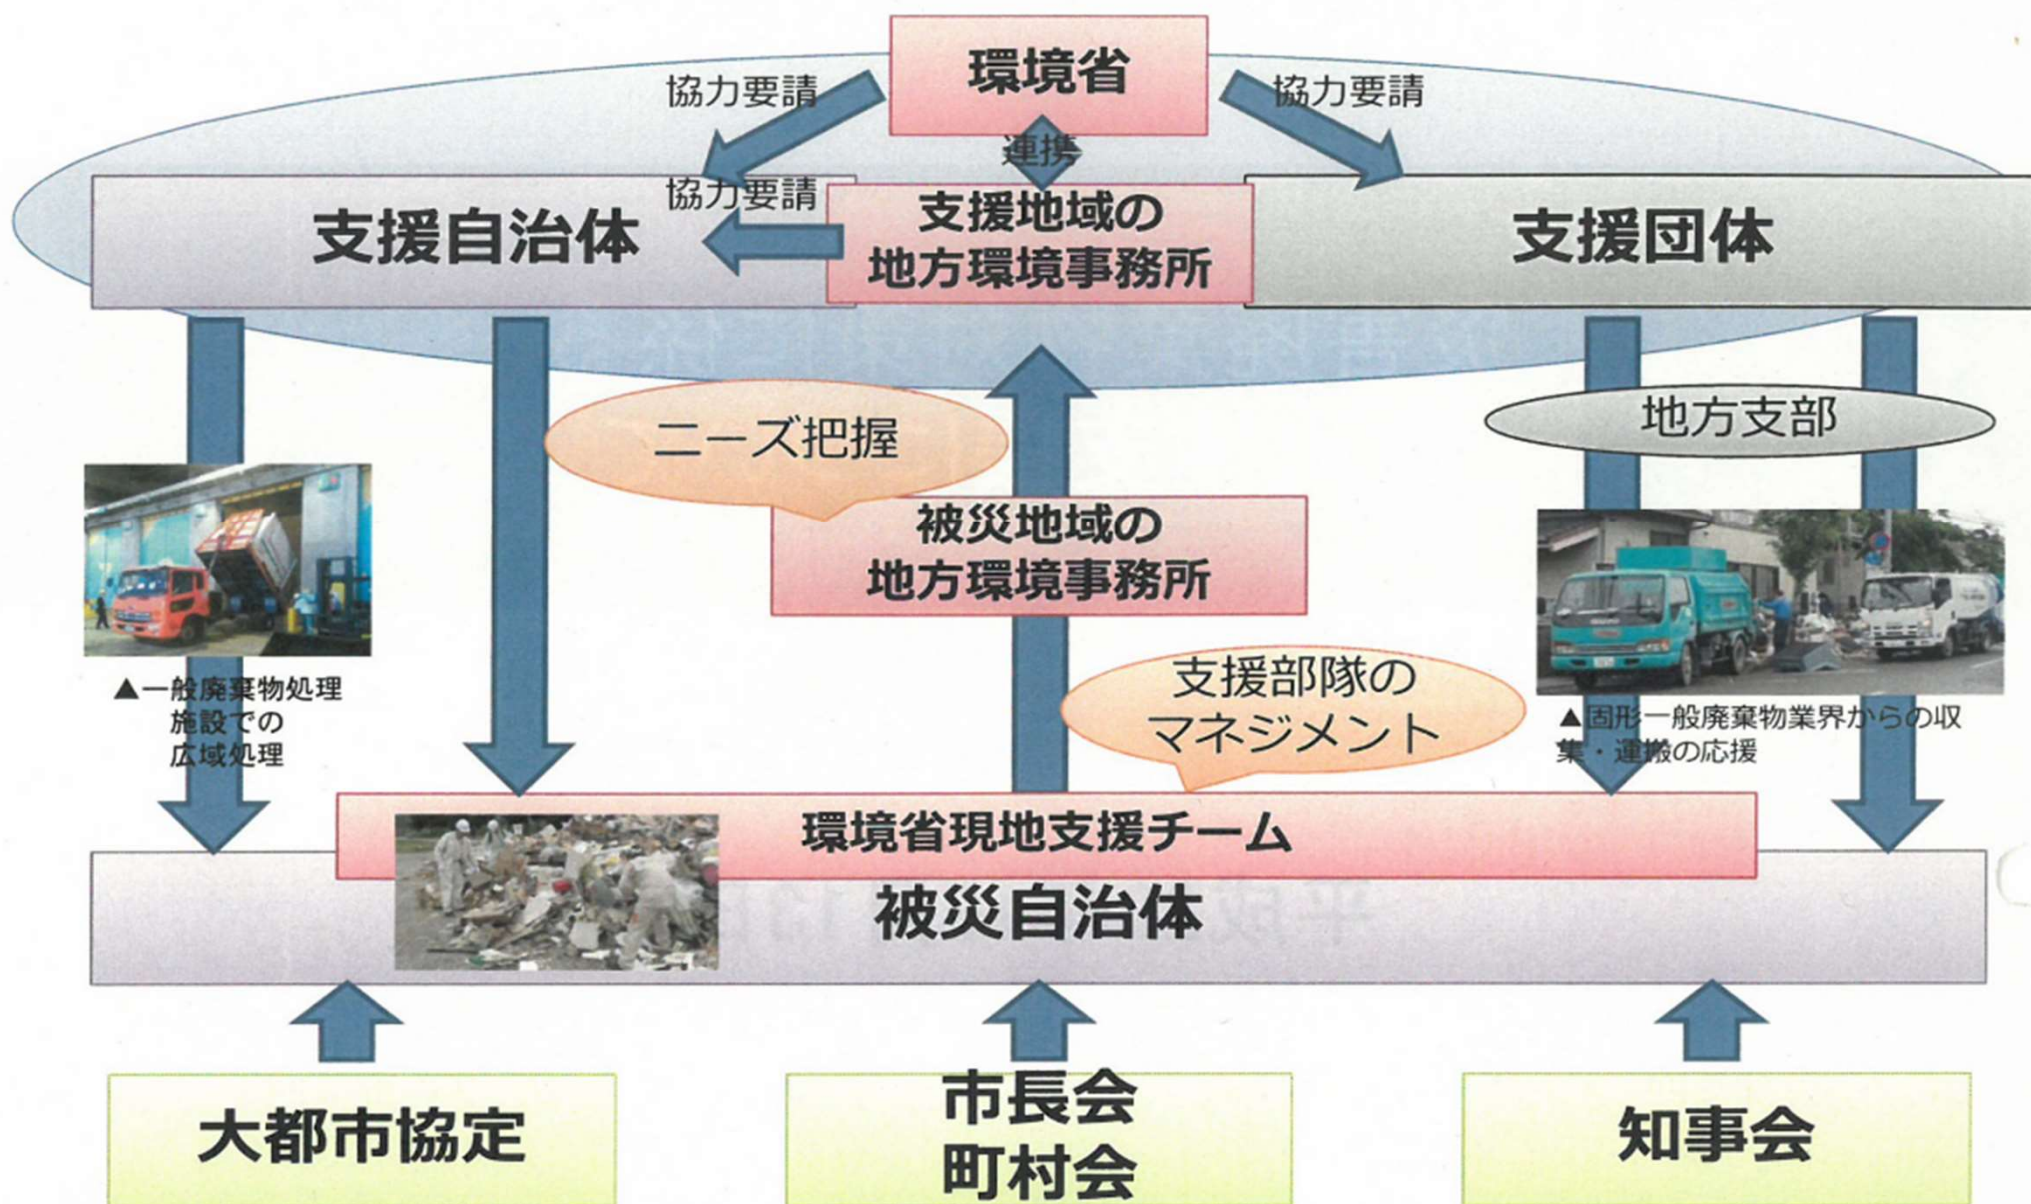 環境省
協力要請
協力要請
連携
協力要請
支援自治体
支援地域の
地方環境事務所
支援団体
ニーズ把握
地方支部
被災地域の
地方環境事務所
▲一般廃棄物処理
施設での
広域処理
支援部隊の
マネジメント
▲固形一般廃棄物業界からの収
集・運搬の応援
環境省現地支援チーム
被災自治体
大都市協定
市長会
町村会
知事会